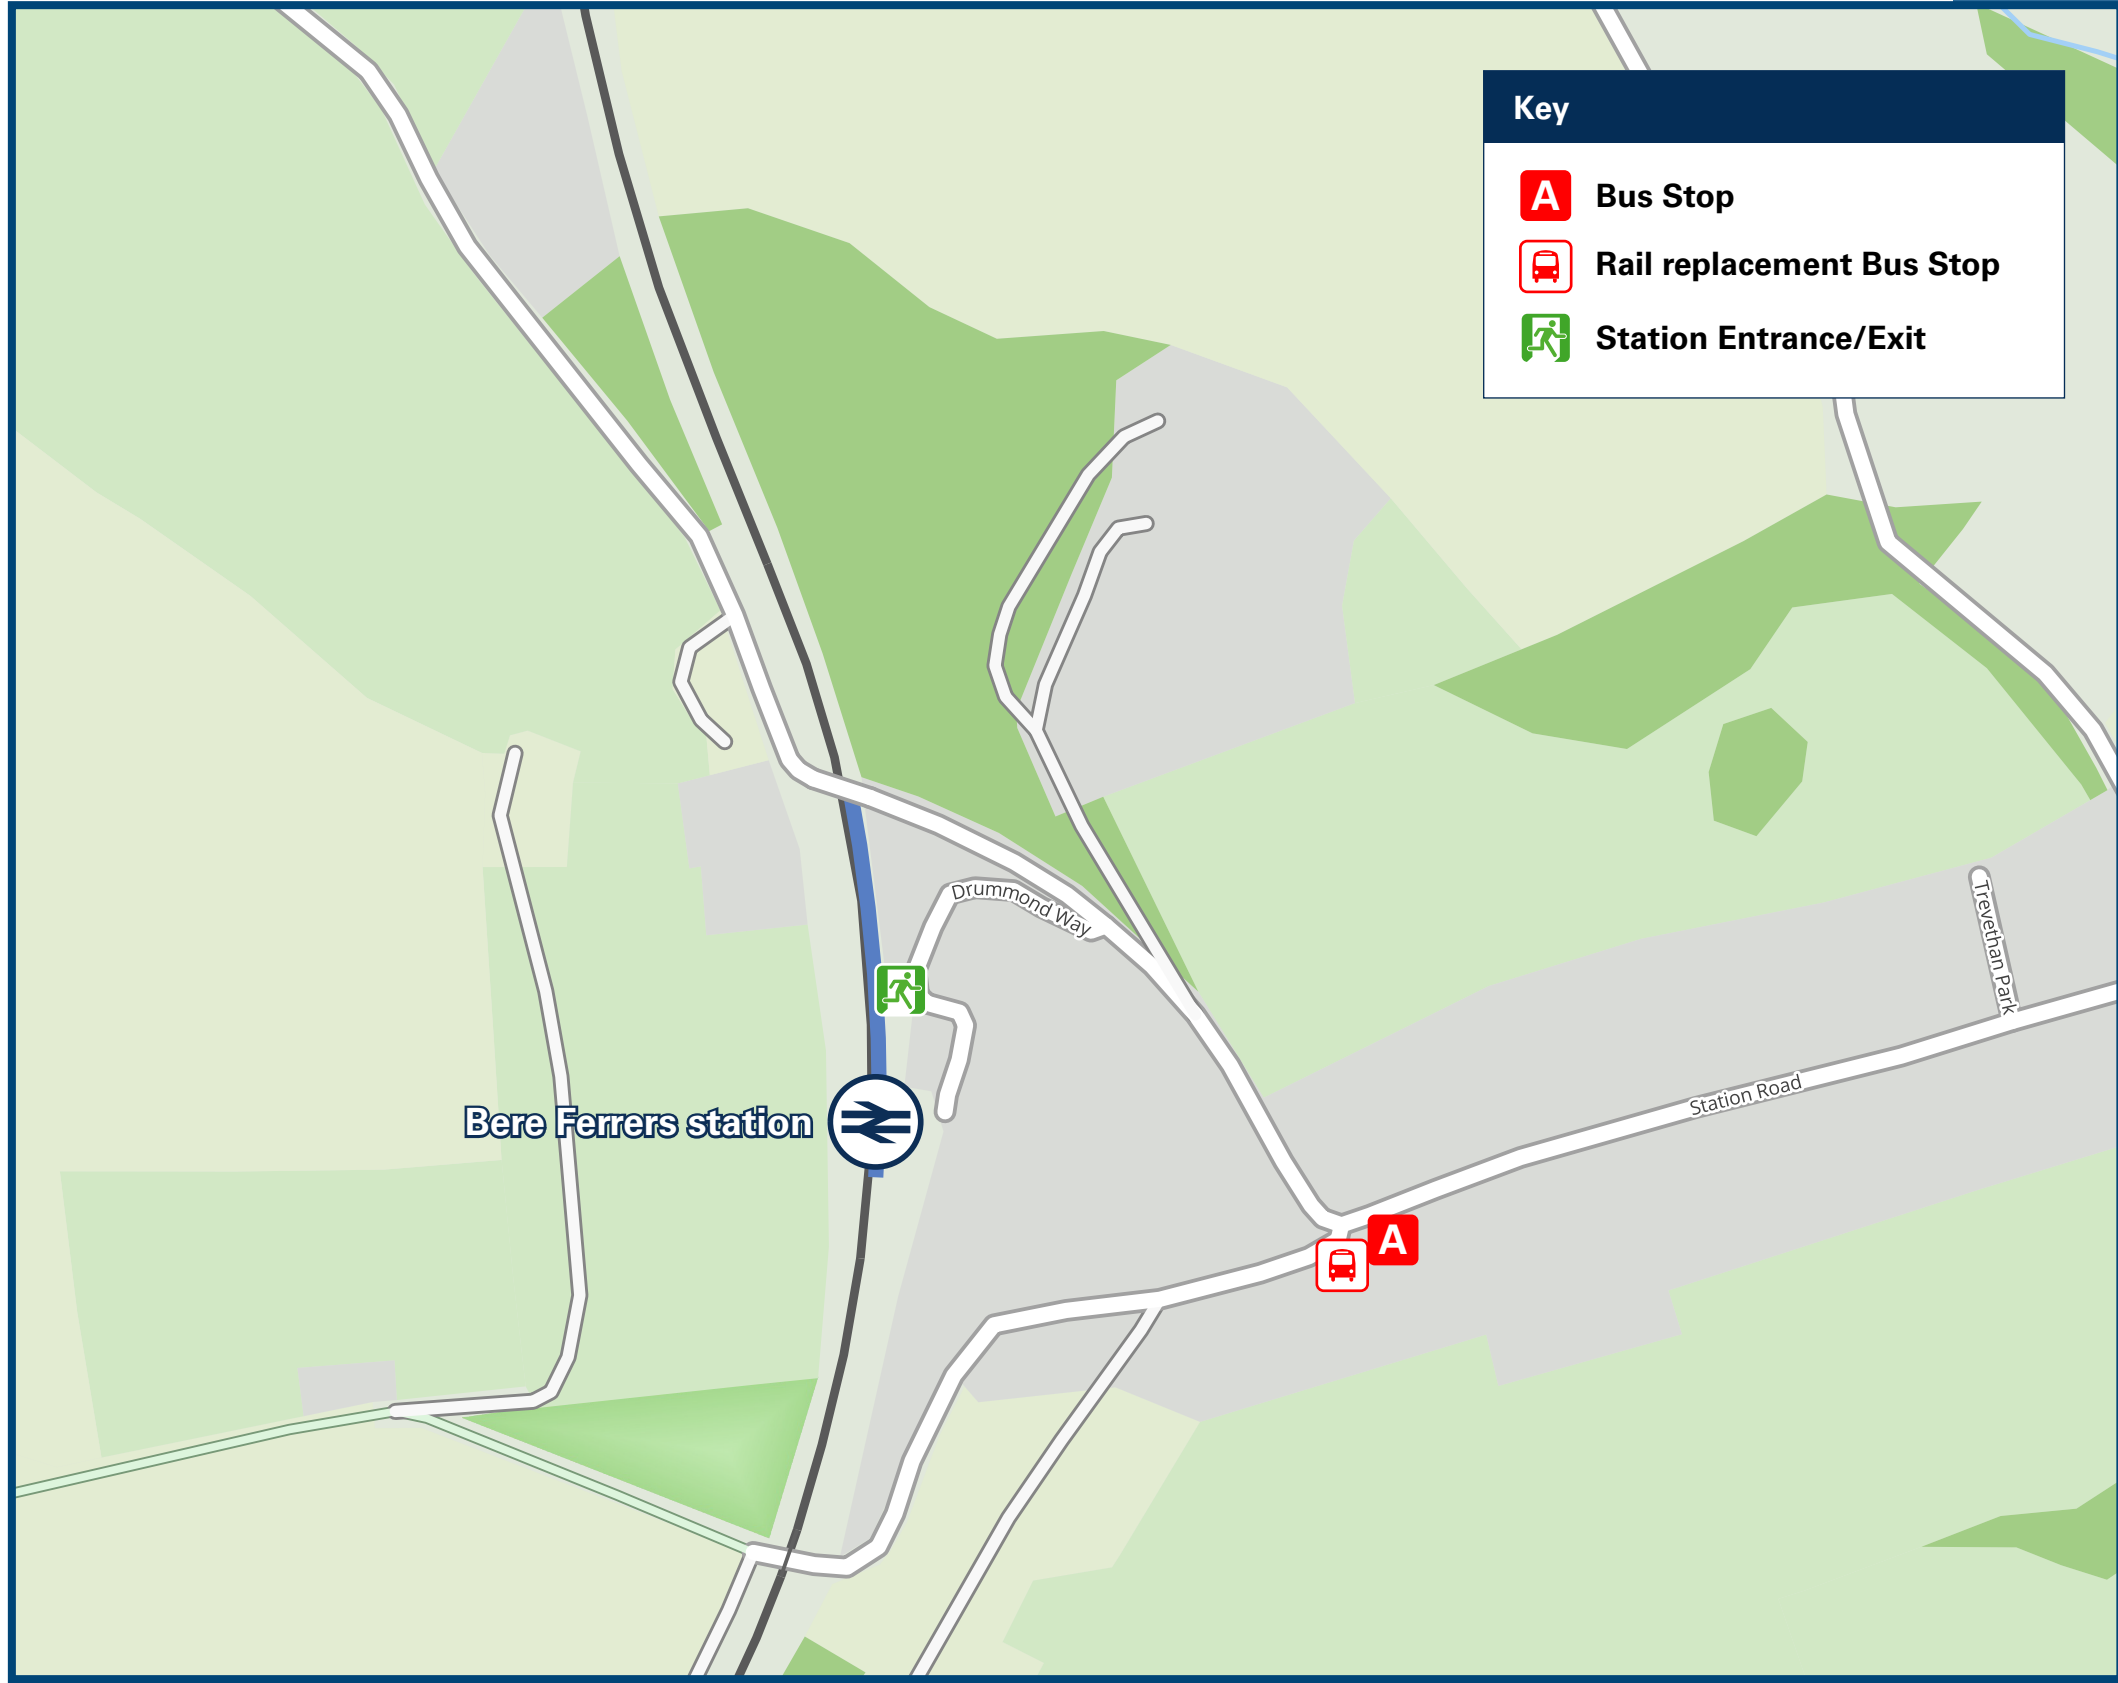 Key
A
Bus Stop
Rail replacement Bus Stop
Station Entrance/Exit
Drummond Way
Trevethan Park
Station Road
Bere Ferrers station
A